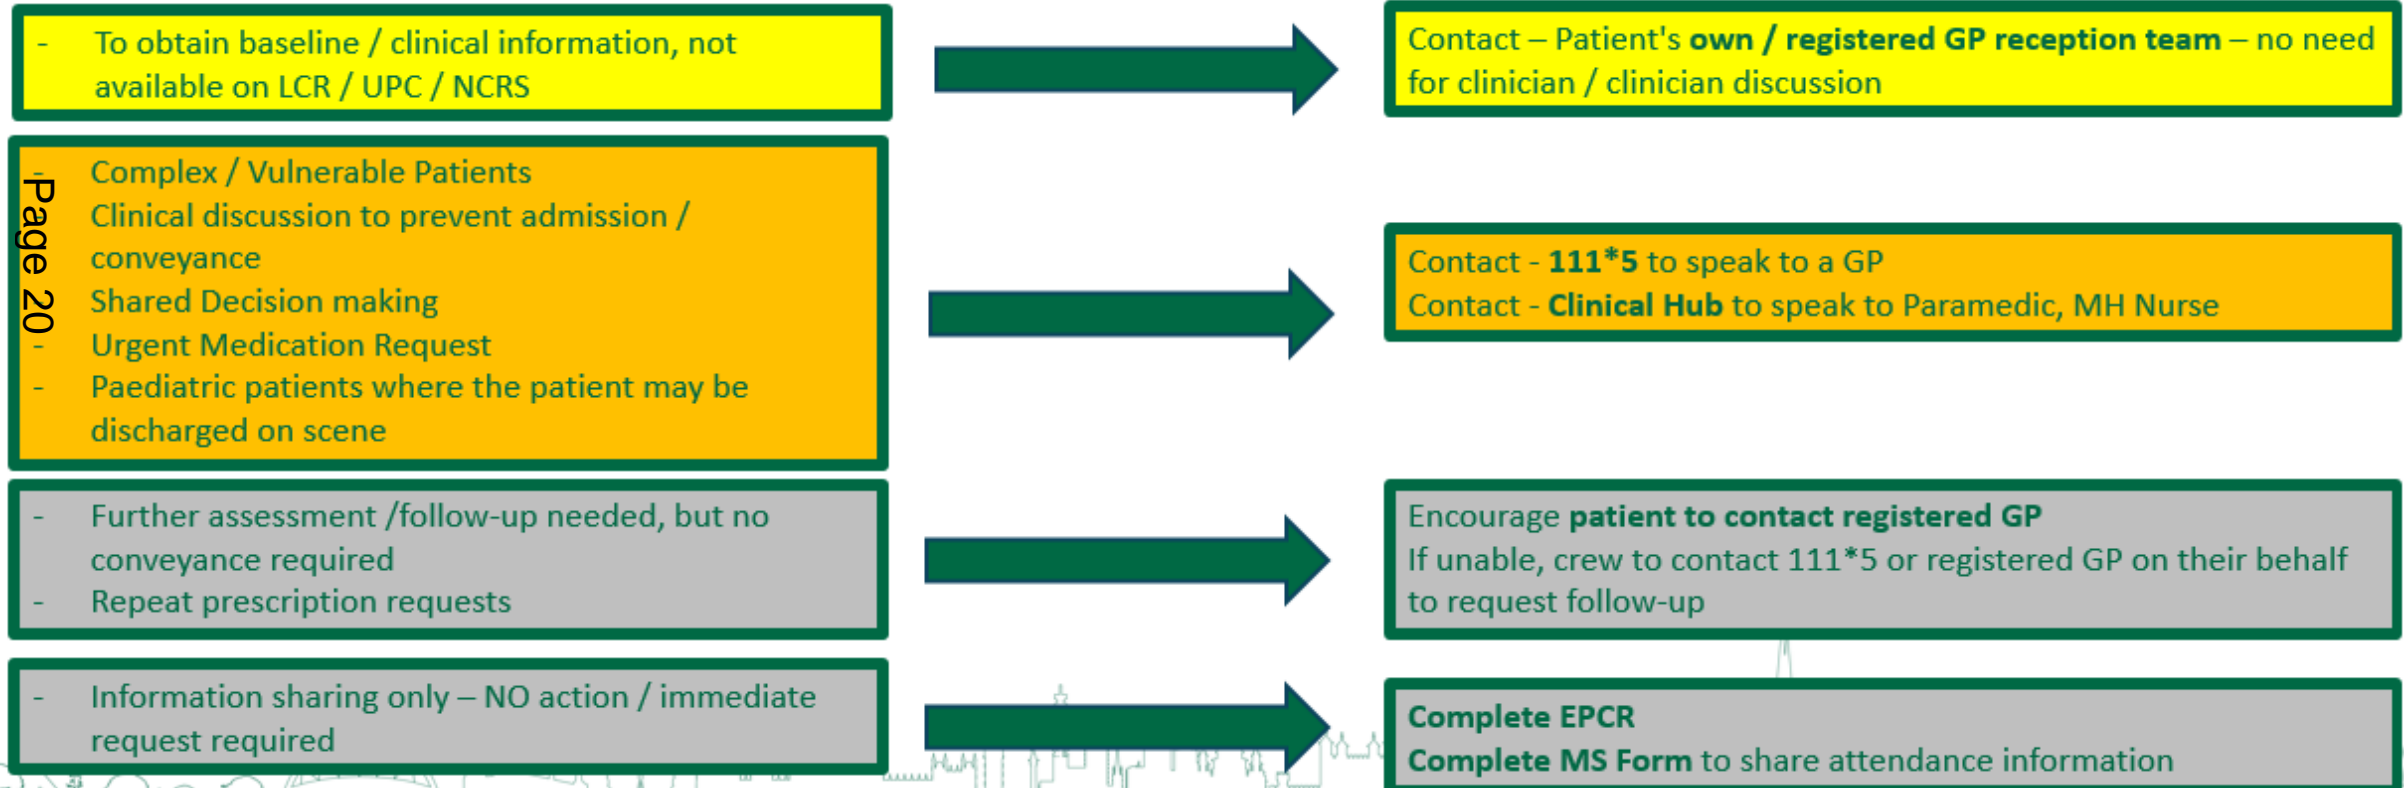 - To obtain baseline / clinical information, not
available on LCR / UPC / NCRS
Contact – Patient's own / registered GP reception team – no need
for clinician / clinician discussion
- Complex / Vulnerable Patients
Clinical discussion to prevent admission /
conveyance
Shared Decision making
- Urgent Medication Request
- Paediatric patients where the patient may be
discharged on scene
Page 20
Contact - 111*5 to speak to a GP
Contact - Clinical Hub to speak to Paramedic, MH Nurse
- Further assessment /follow-up needed, but no
conveyance required
- Repeat prescription requests
Encourage patient to contact registered GP
If unable, crew to contact 111*5 or registered GP on their behalf
to request follow-up
- Information sharing only – NO action / immediate
request required
Complete EPCR
Complete MS Form to share attendance information